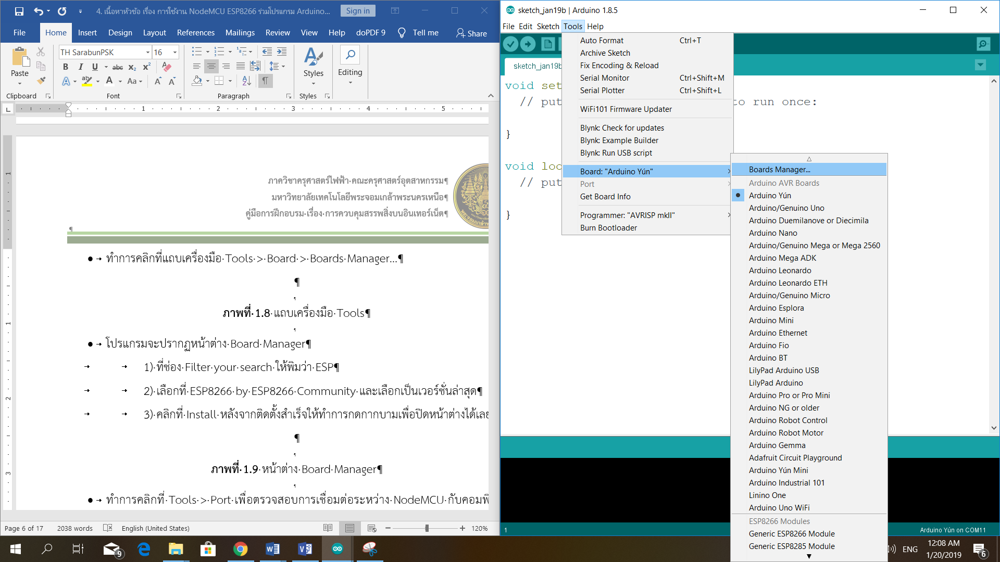 4. เนื้อหาหัวข้อ เรื่อง การใช้งาน NodeMCU ESP8266 ร่วมโปรแกรม Arduino...
Sign in
File
Home
Insert
Design
Layout
References
Mailings
Review
View
Help
doPDF 9
Tell me
Share
Paste
TH SarabunPSK
16
Styles
Editing
Clipboard
Font
Paragraph
Styles
ภาควิชาครุศาสตร์ไฟฟ้า·คณะครุศาสตร์อุตสาหกรรม¶
มหาวิทยาลัยเทคโนโลยีพระจอมเกล้าพระนครเหนือ¶
คู่มือการฝึกอบรม·เรื่อง·การควบคุมสรรพสิ่งบนอินเทอร์เน็ต¶
¶
● → ทำการคลิกที่แถบเครื่องมือ·Tools·>·Board·>·Boards·Manager...¶
¶
ภาพที่·1.8·แถบเครื่องมือ·Tools¶
● → โปรแกรมจะปรากฏหน้าต่าง·Board·Manager¶
→ → 1)·ที่ช่อง·Filter·your·search·ให้พิมว่า·ESP¶
→ → 2)·เลือกที่·ESP8266·by·ESP8266·Community·และเลือกเป็นเวอร์ชั่นล่าสุด¶
→ → 3)·คลิกที่·Install·หลังจากติดตั้งสำเร็จให้ทำการกดกากบามเพื่อปิดหน้าต่างได้เลย
¶
ภาพที่·1.9·หน้าต่าง·Board·Manager¶
● → ทำการคลิกที่·Tools·>·Port·เพื่อตรวจสอบการเชื่อมต่อระหว่าง·NodeMCU·กับคอมพิ
Page 6 of 17
2038 words
English (United States)
120%
sketch_jan19b | Arduino 1.8.5
File Edit Sketch Tools Help
sketch_jan19b
void set
// put
to run once:
}
void loo
// put
}
Auto Format Ctrl+T
Archive Sketch
Fix Encoding & Reload
Serial Monitor Ctrl+Shift+M
Serial Plotter Ctrl+Shift+L
WiFi101 Firmware Updater
Blynk: Check for updates
Blynk: Example Builder
Blynk: Run USB script
Board: "Arduino Yún"
Port
Get Board Info
Programmer: "AVRISP mkII"
Burn Bootloader
Boards Manager...
Arduino AVR Boards
Arduino Yún
Arduino/Genuino Uno
Arduino Duemilanove or Diecimila
Arduino Nano
Arduino/Genuino Mega or Mega 2560
Arduino Mega ADK
Arduino Leonardo
Arduino Leonardo ETH
Arduino/Genuino Micro
Arduino Esplora
Arduino Mini
Arduino Ethernet
Arduino Fio
Arduino BT
LilyPad Arduino USB
LilyPad Arduino
Arduino Pro or Pro Mini
Arduino NG or older
Arduino Robot Control
Arduino Robot Motor
Arduino Gemma
Adafruit Circuit Playground
Arduino Yún Mini
Arduino Industrial 101
Linino One
Arduino Uno WiFi
ESP8266 Modules
Generic ESP8266 Module
Generic ESP8285 Module
1
Arduino Yún on COM11
9
ENG
12:08 AM
1/20/2019
6